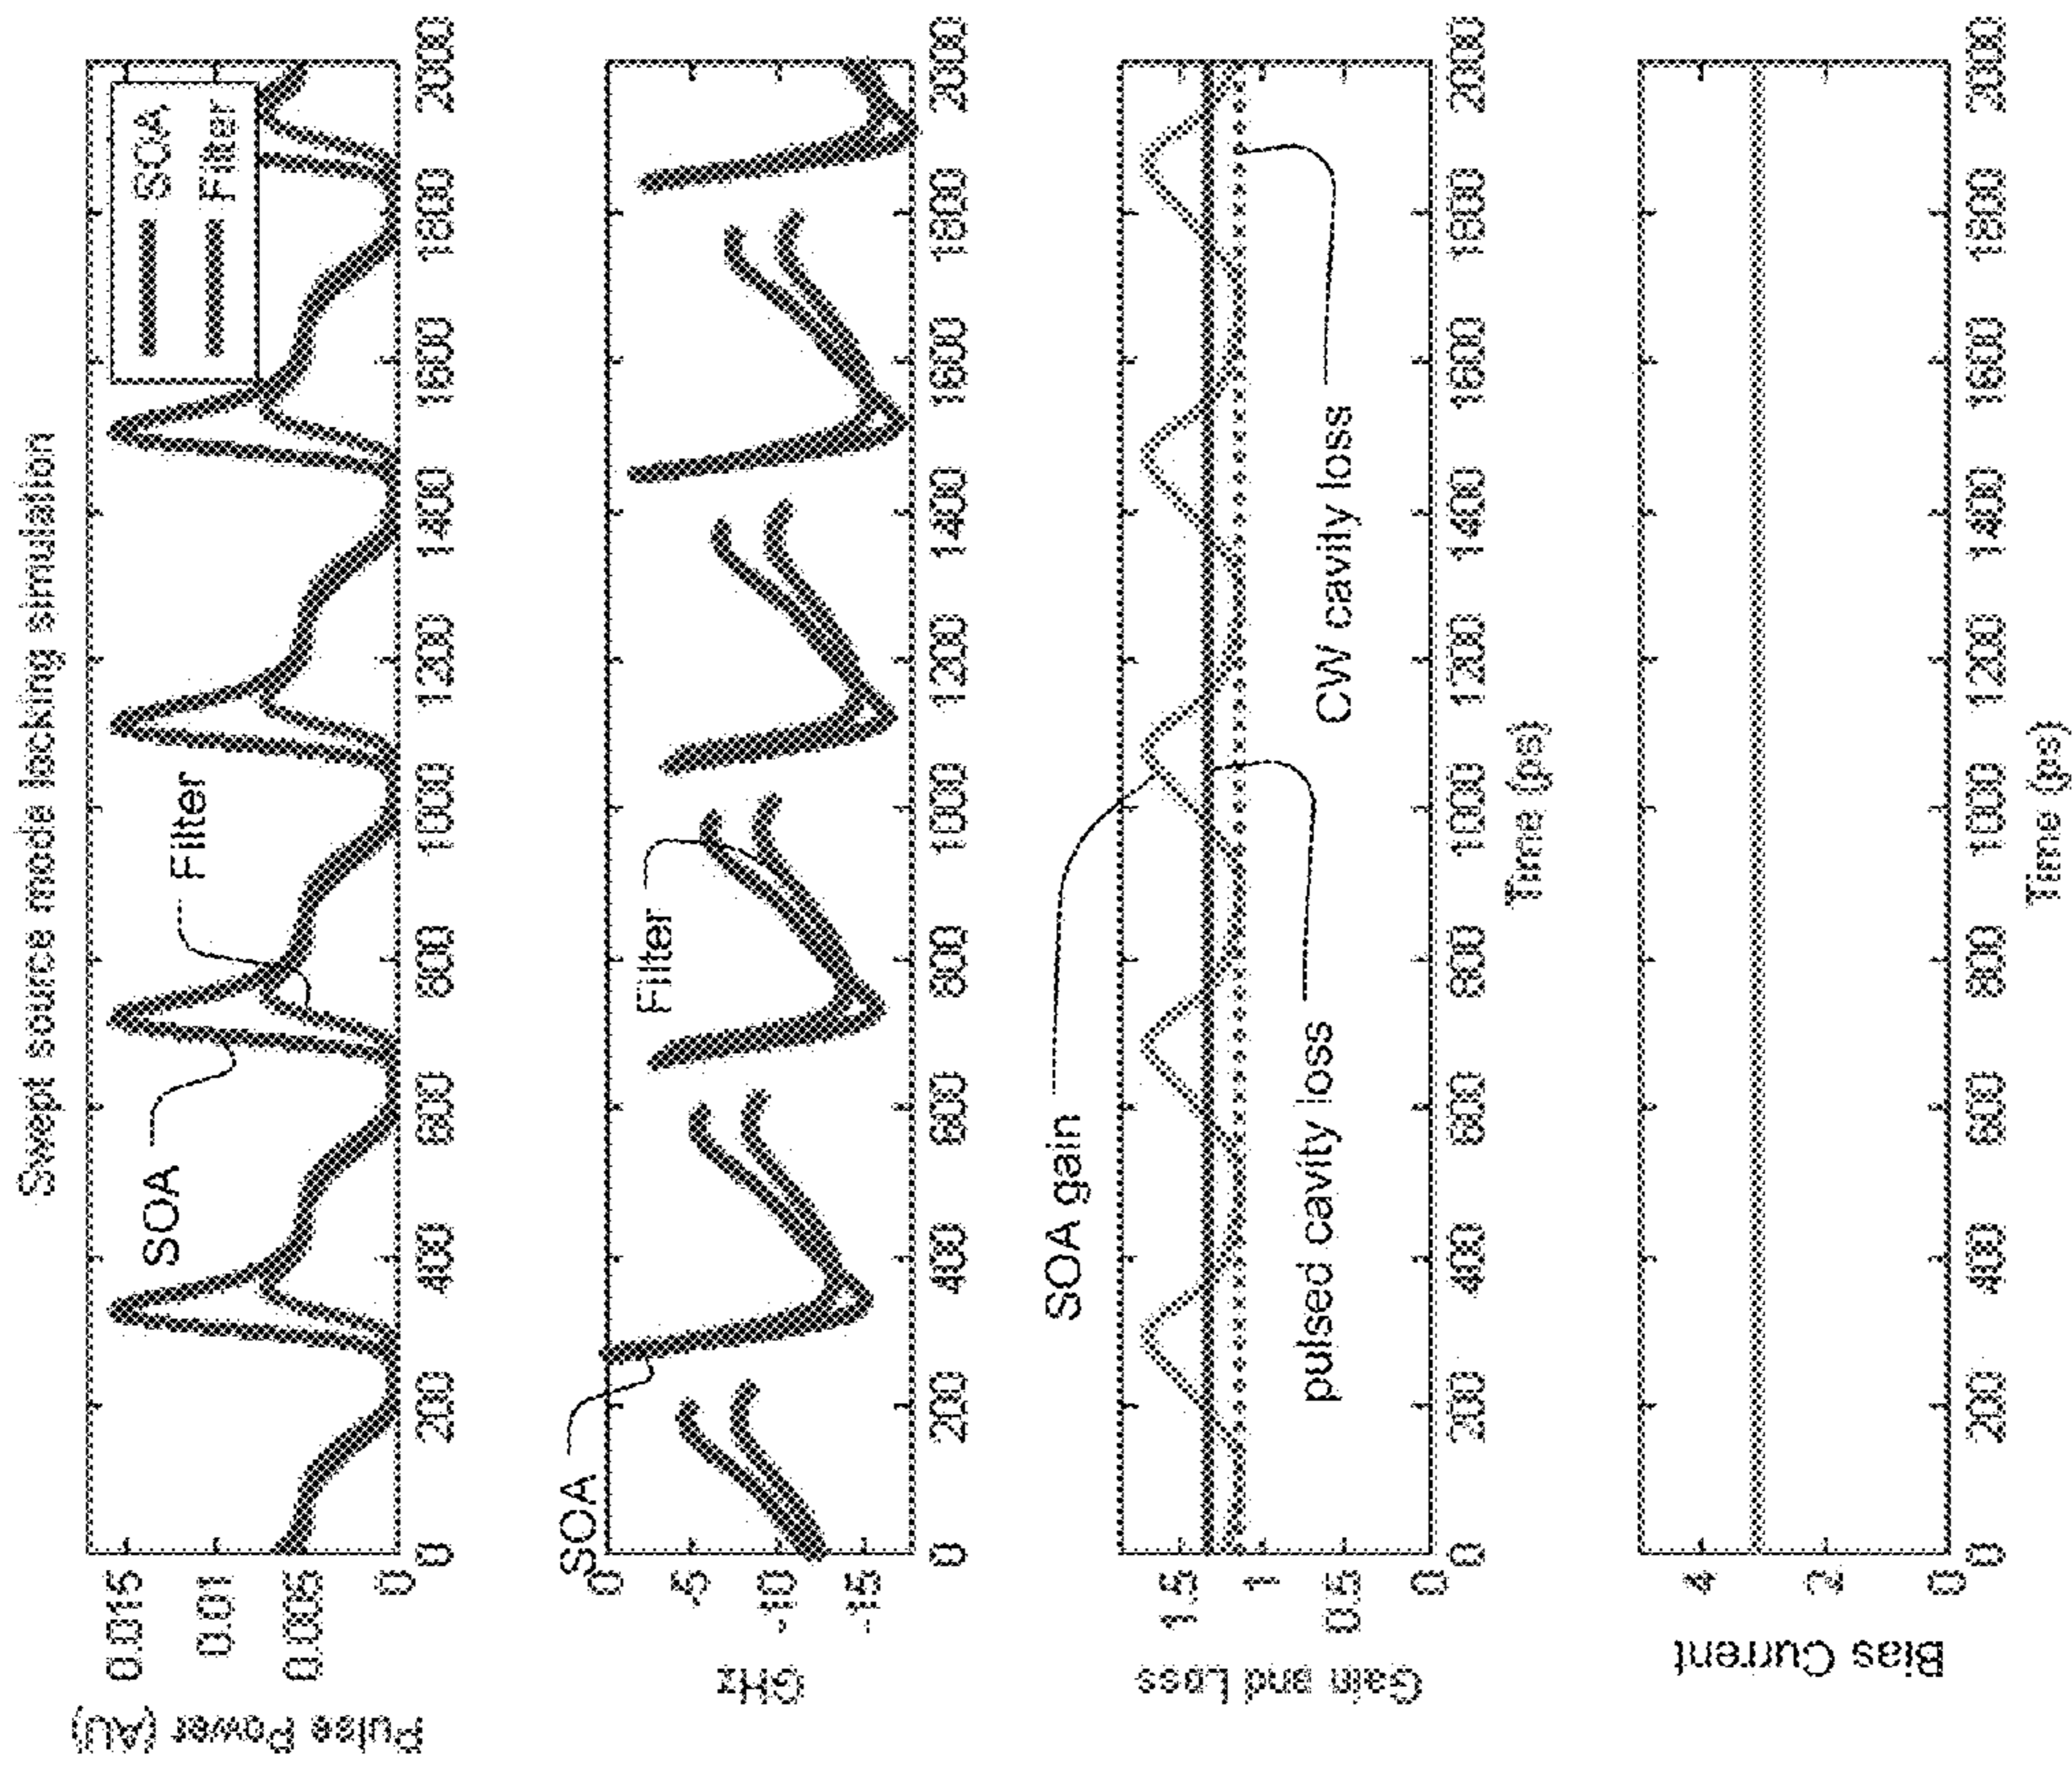 Swept source mode locking simulation
Pulse Power (AU)
0.015
0.01
0.005
0
SOA
Filter
SOA
Filter
0 200 400 600 800 1000 1200 1400 1600 1800 2000
GHz
0
-5
-10
-15
SOA
Filter
0 200 400 600 800 1000 1200 1400 1600 1800 2000
Gain and Loss
1.5
1
0.5
0
SOA gain
pulsed cavity loss
CW cavity loss
0 200 400 600 800 1000 1200 1400 1600 1800 2000
Time (ps)
Bias Current
4
2
0
0 200 400 600 800 1000 1200 1400 1600 1800 2000
Time (ps)